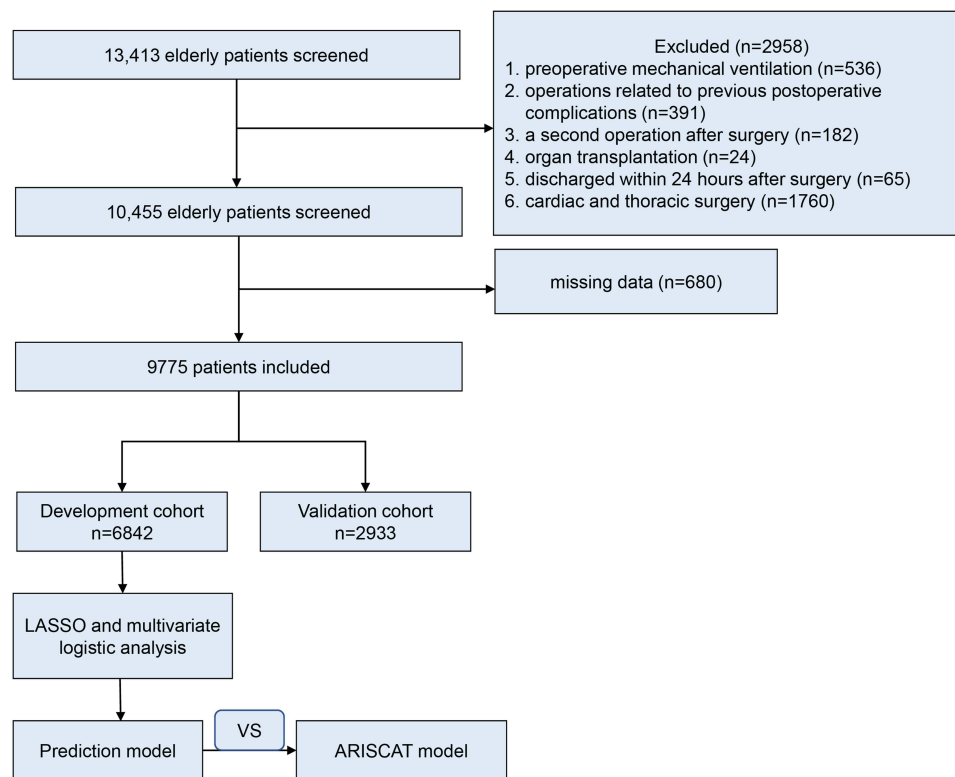 13,413 elderly patients screened
Excluded (n=2958)
1. preoperative mechanical ventilation (n=536)
2. operations related to previous postoperative
complications (n=391)
3. a second operation after surgery (n=182)
4. organ transplantation (n=24)
5. discharged within 24 hours after surgery (n=65)
6. cardiac and thoracic surgery (n=1760)
10,455 elderly patients screened
missing data (n=680)
9775 patients included
Development cohort
n=6842
Validation cohort
n=2933
LASSO and multivariate
logistic analysis
Prediction model
VS
ARISCAT model